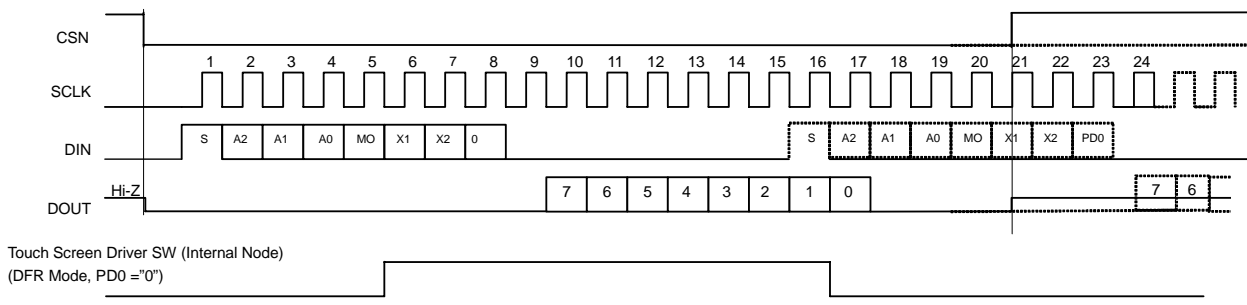 CSN
1 2 3 4 5 6 7 8 9 10 11 12 13 14 15 16 17 18 19 20 21 22 23 24
SCLK
DIN S A2 A1 A0 MO X1 X2 0 S A2 A1 A0 MO X1 X2 PD0
Hi-Z
DOUT 7 6 5 4 3 2 1 0 7 6
Touch Screen Driver SW (Internal Node)
(DFR Mode, PD0 ="0")